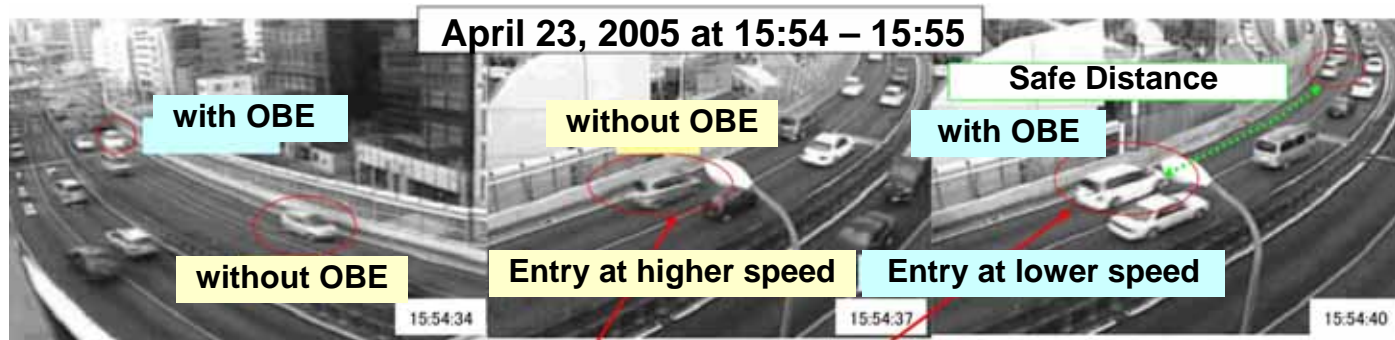 April 23, 2005 at 15:54 – 15:55
with OBE
without OBE
15:54:34
without OBE
Entry at higher speed
15:54:37
Safe Distance
with OBE
Entry at lower speed
15:54:40